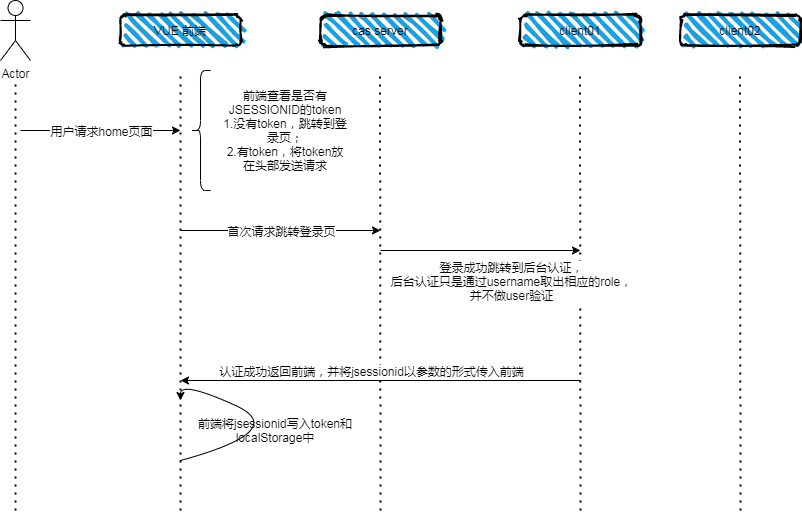 VUE 前端
cas server
client01
client02
Actor
前端查看是否有
JSESSIONID的token
1.没有token，跳转到登
录页；
2.有token，将token放
在头部发送请求
用户请求home页面
首次请求跳转登录页
登录成功跳转到后台认证，
后台认证只是通过username取出相应的role，
并不做user验证
认证成功返回前端，并将jsessionid以参数的形式传入前端
前端将jsessionid写入token和
localStorage中